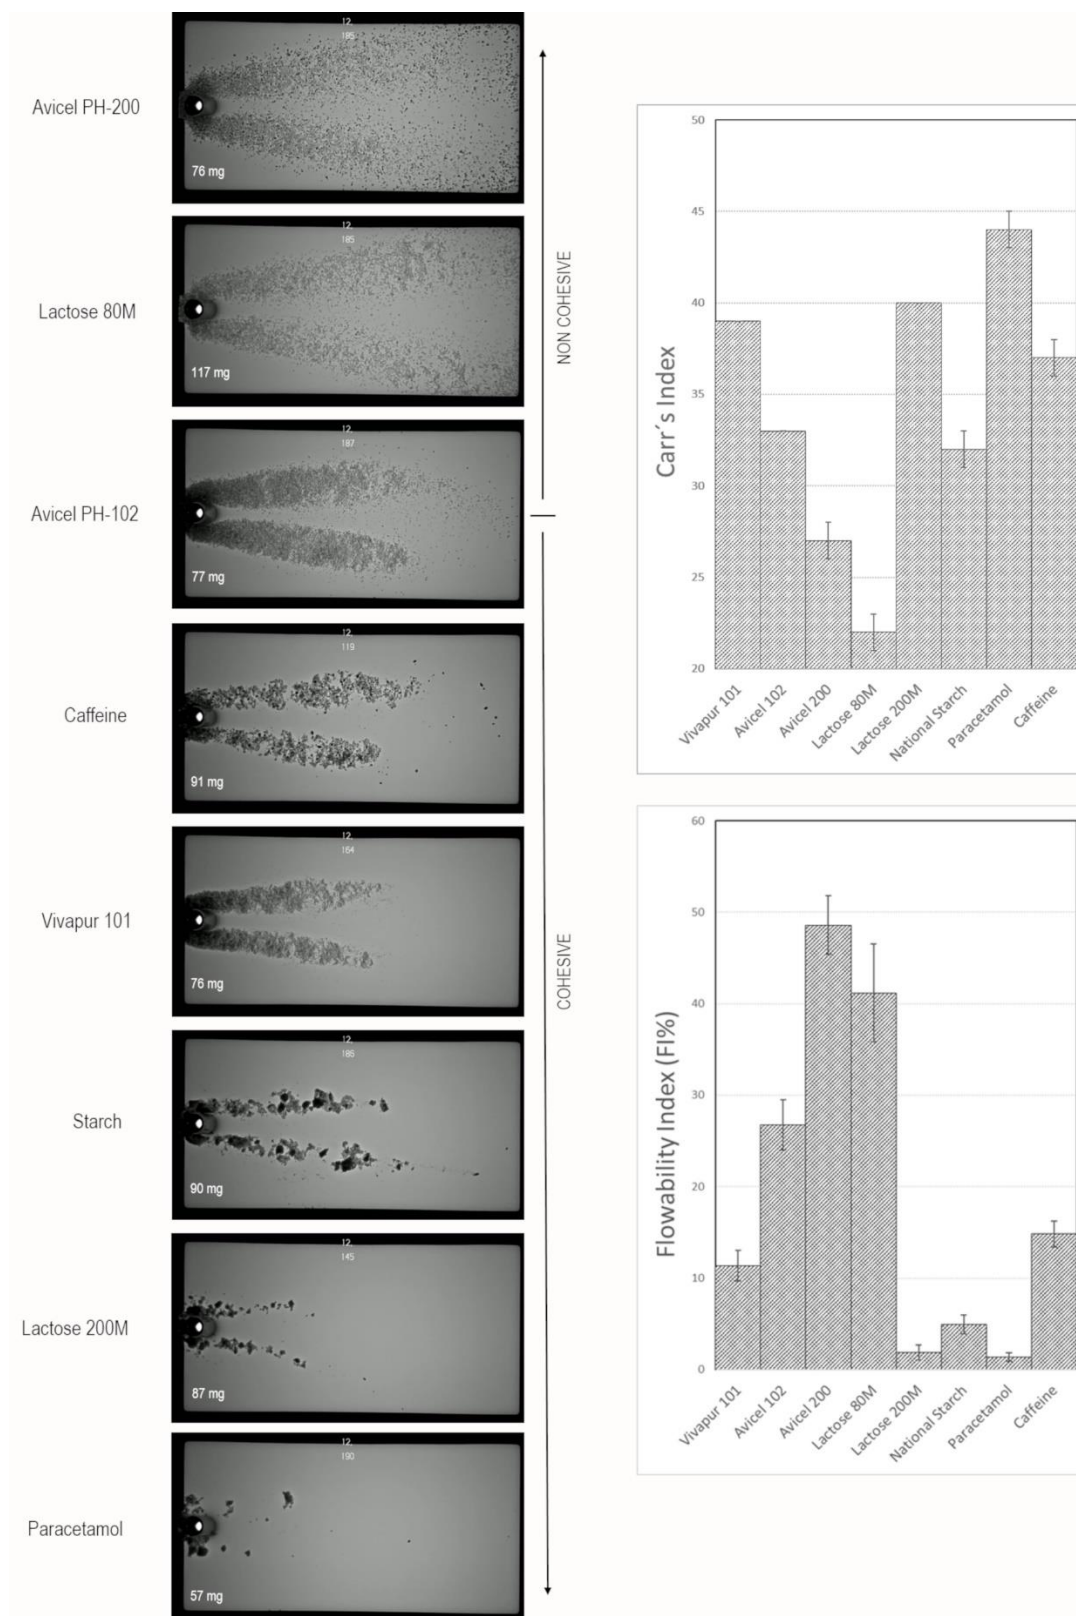 Avicel PH-200
12.
185
76 mg
Lactose 80M
12.
185
117 mg
Avicel PH-102
12.
187
77 mg
Caffeine
12.
119
91 mg
Vivapur 101
12.
164
76 mg
Starch
12.
186
90 mg
Lactose 200M
12.
145
87 mg
Paracetamol
12.
190
57 mg
NON COHESIVE
COHESIVE
Carr´s Index
50
45
40
35
30
25
20
Vivapur 101
Avicel 102
Avicel 200
Lactose 80M
Lactose 200M
National Starch
Paracetamol
Caffeine
Flowability Index (FI%)
60
50
40
30
20
10
0
Vivapur 101
Avicel 102
Avicel 200
Lactose 80M
Lactose 200M
National Starch
Paracetamol
Caffeine